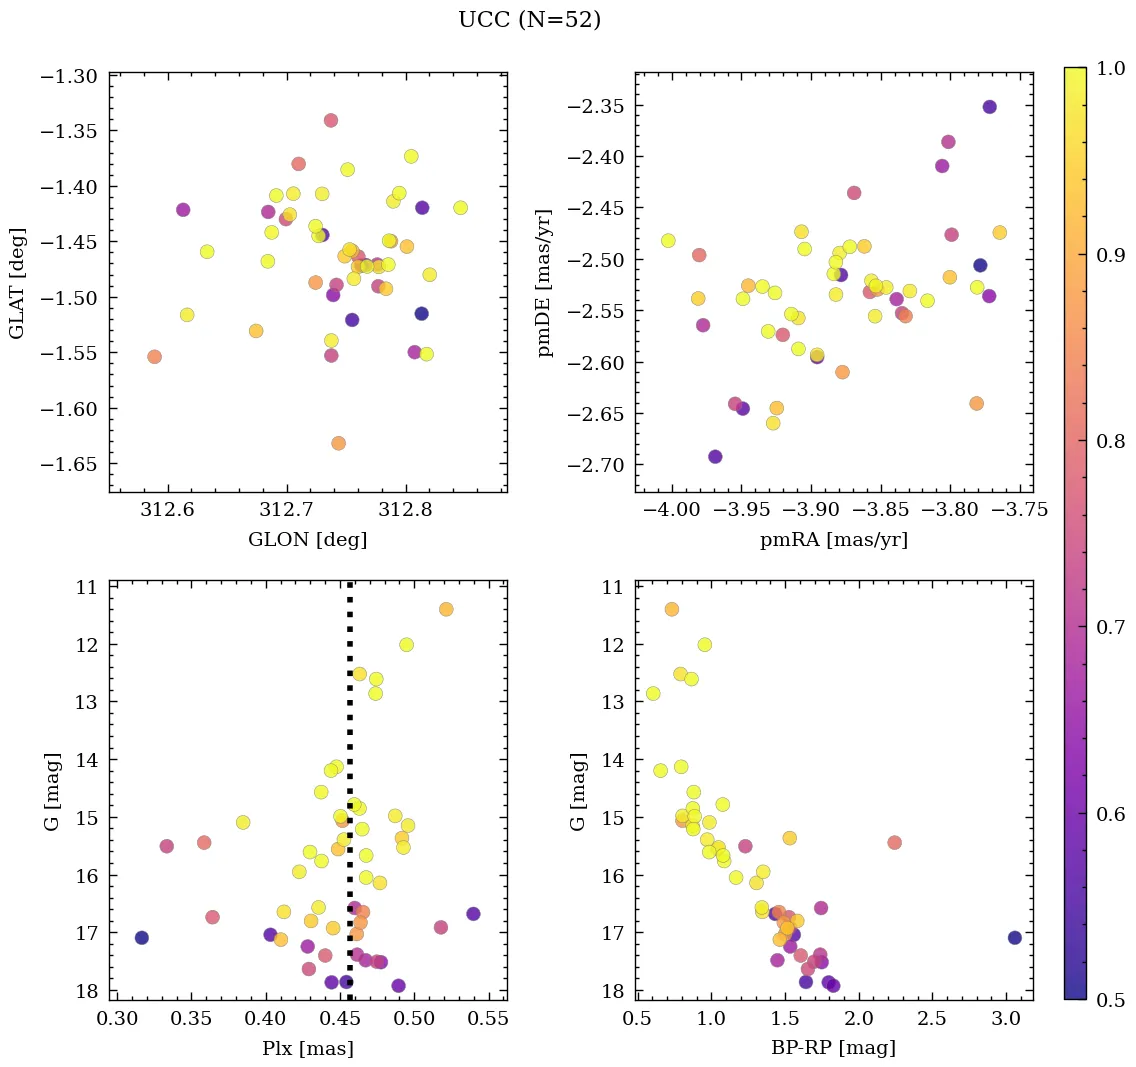 UCC (N=52)
−1.30
−1.35
−1.40
−1.45
−1.50
−1.55
−1.60
−1.65
GLAT [deg]
312.6 312.7 312.8
GLON [deg]
−2.35
−2.40
−2.45
−2.50
−2.55
−2.60
−2.65
−2.70
pmDE [mas/yr]
−4.00 −3.95 −3.90 −3.85 −3.80 −3.75
pmRA [mas/yr]
11
12
13
14
15
16
17
18
G [mag]
0.30 0.35 0.40 0.45 0.50 0.55
Plx [mas]
11
12
13
14
15
16
17
18
G [mag]
0.5 1.0 1.5 2.0 2.5 3.0
BP-RP [mag]
1.0
0.9
0.8
0.7
0.6
0.5